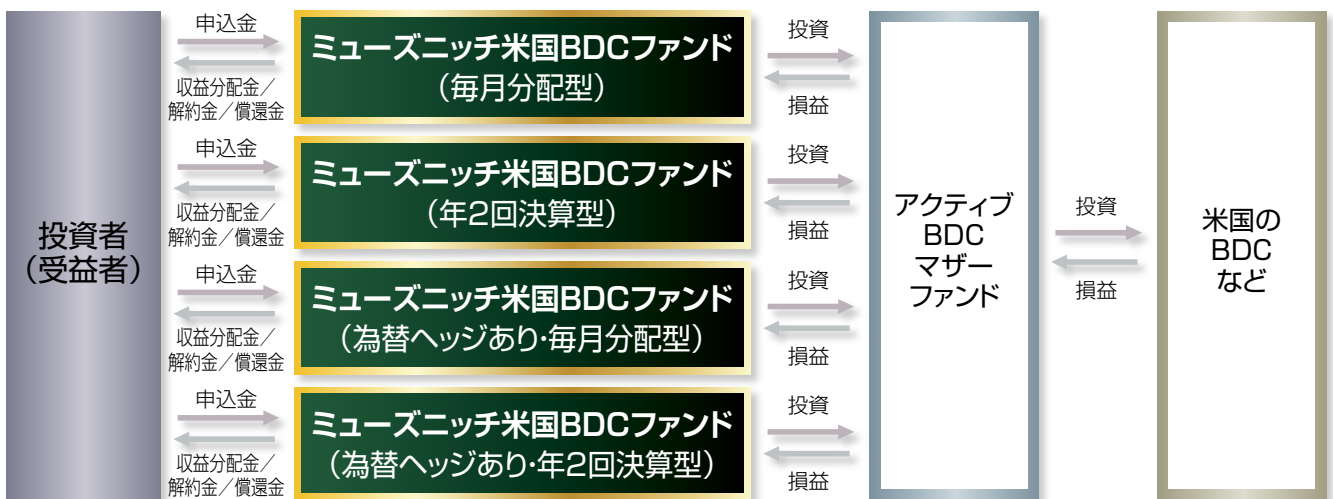 投資者
（受益者）
申込金
収益分配金／
解約金／償還金
ミューズニッチ米国BDCファンド
（毎月分配型）
投資
損益
申込金
収益分配金／
解約金／償還金
ミューズニッチ米国BDCファンド
（年2回決算型）
投資
損益
申込金
収益分配金／
解約金／償還金
ミューズニッチ米国BDCファンド
（為替ヘッジあり・毎月分配型）
投資
損益
申込金
収益分配金／
解約金／償還金
ミューズニッチ米国BDCファンド
（為替ヘッジあり・年2回決算型）
投資
損益
アクティブ
BDC
マザー
ファンド
投資
損益
米国の
BDC
など